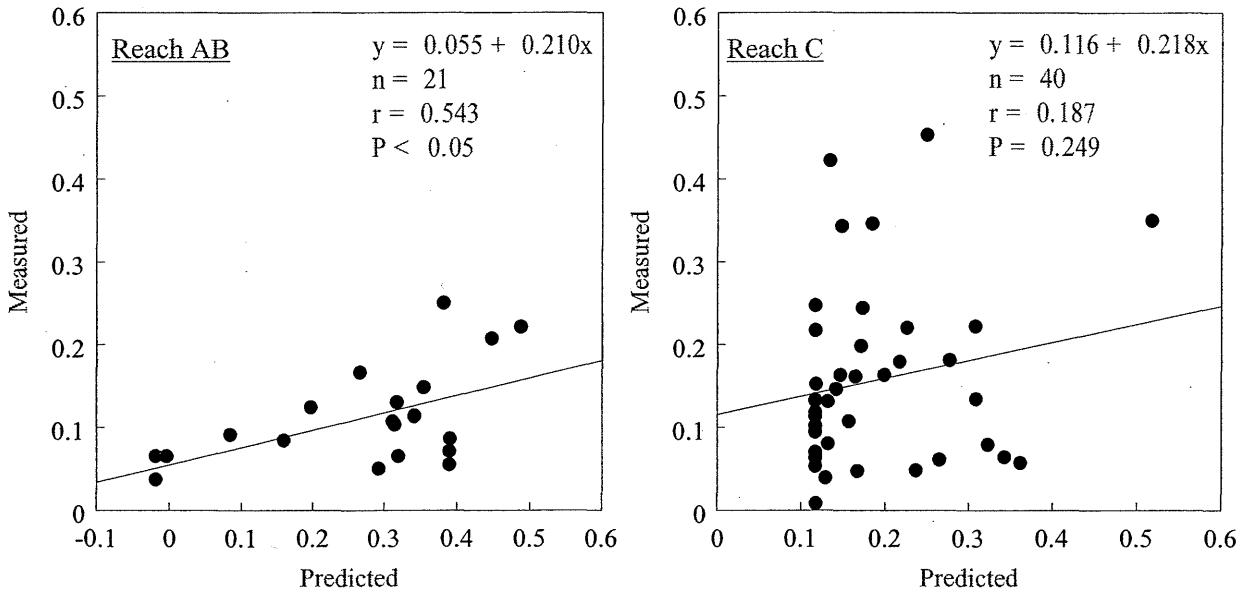 Reach AB
y = 0.055 + 0.210x
n = 21
r = 0.543
P < 0.05
Measured
0.6
0.5
0.4
0.3
0.2
0.1
0
-0.1 0 0.1 0.2 0.3 0.4 0.5 0.6
Predicted
Reach C
y = 0.116 + 0.218x
n = 40
r = 0.187
P = 0.249
Measured
0.6
0.5
0.4
0.3
0.2
0.1
0
0 0.1 0.2 0.3 0.4 0.5 0.6
Predicted